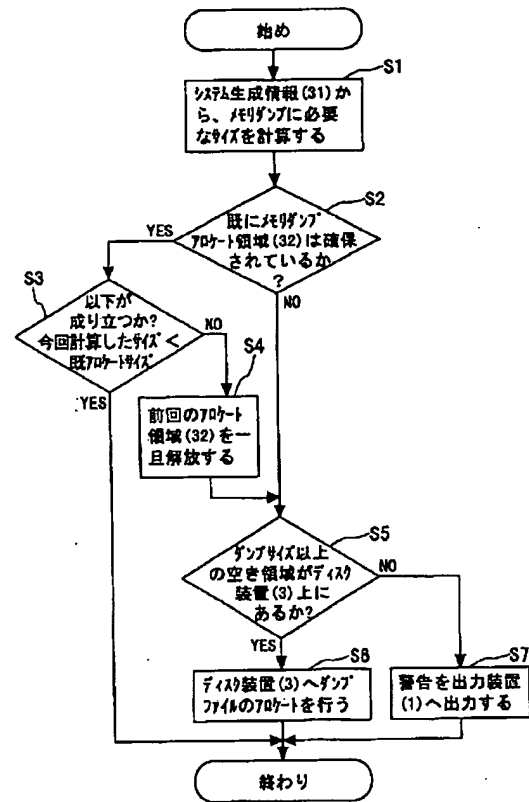 始め
S1
システム生成情報(31)か
ら、メモリダンプに必要
なサイズを計算する
S2
既にメモリダンプ
アロケート領域(32)は確保
されているか
?
YES
NO
S3
以下が
成り立つか?
今回計算したサイズ<
既アロケートサイズ
NO
YES
S4
前回のアロケート
領域(32)を一
旦解放する
S5
ダンプサイズ以上
の空き領域がディスク
装置(3)上に
あるか?
NO
YES
S6
ディスク装置(3)へダンプ
ファイルのアロケートを行う
S7
警告を出力装置
(1)へ出力する
終わり